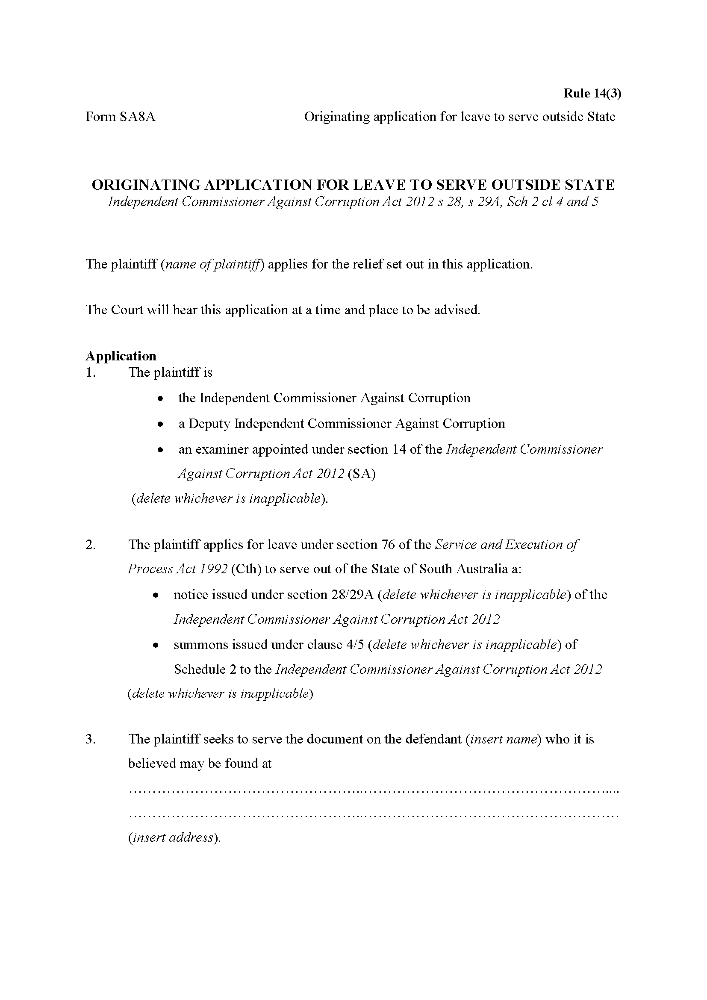 Rule 14(3)
Form SA8A Originating application for leave to serve outside State
ORIGINATING APPLICATION FOR LEAVE TO SERVE OUTSIDE STATE
Independent Commissioner Against Corruption Act 2012 s 28, s 29A, Sch 2 cl 4 and 5
The plaintiff (name of plaintiff) applies for the relief set out in this application.
The Court will hear this application at a time and place to be advised.
Application
1. The plaintiff is
• the Independent Commissioner Against Corruption
• a Deputy Independent Commissioner Against Corruption
• an examiner appointed under section 14 of the Independent Commissioner
Against Corruption Act 2012 (SA)
(delete whichever is inapplicable).
2. The plaintiff applies for leave under section 76 of the Service and Execution of
Process Act 1992 (Cth) to serve out of the State of South Australia a:
• notice issued under section 28/29A (delete whichever is inapplicable) of the
Independent Commissioner Against Corruption Act 2012
• summons issued under clause 4/5 (delete whichever is inapplicable) of
Schedule 2 to the Independent Commissioner Against Corruption Act 2012
(delete whichever is inapplicable)
3. The plaintiff seeks to serve the document on the defendant (insert name) who it is
believed may be found at
…………………………………………..……………………………………………....
…………………………………………..………………………………………………
(insert address).